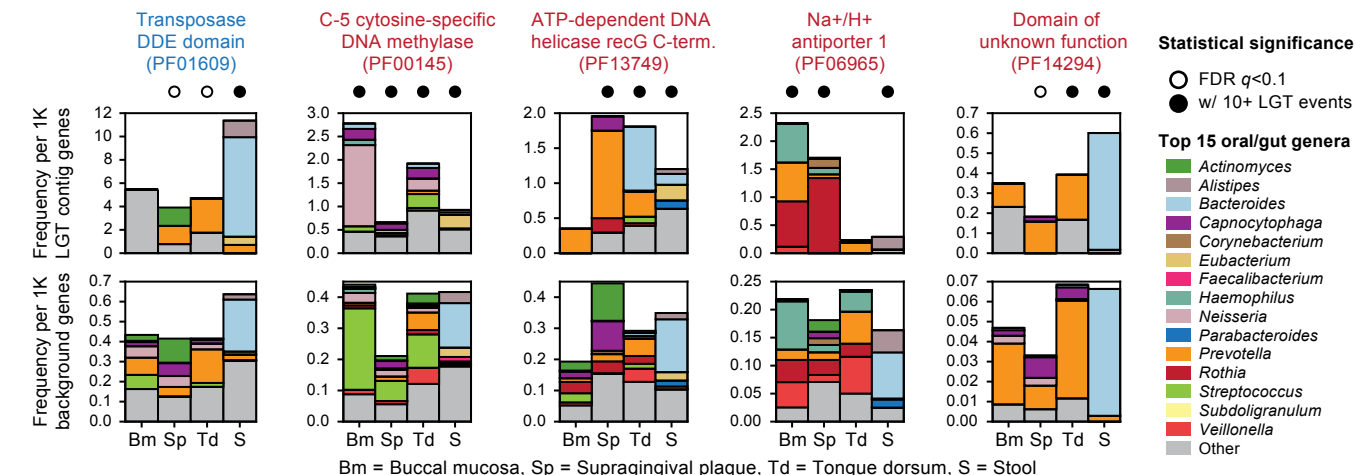 Transposase
DDE domain
(PF01609)
C-5 cytosine-specific
DNA methylase
(PF00145)
ATP-dependent DNA
helicase recG C-term.
(PF13749)
Na+/H+
antiporter 1
(PF06965)
Domain of
unknown function
(PF14294)
Frequency per 1K
LGT contig genes
12
10
8
6
4
2
0
3.0
2.5
2.0
1.5
1.0
0.5
0.0
2.0
1.5
1.0
0.5
0.0
2.5
2.0
1.5
1.0
0.5
0.0
0.7
0.6
0.5
0.4
0.3
0.2
0.1
0.0
Frequency per 1K
background genes
0.7
0.6
0.5
0.4
0.3
0.2
0.1
0.0
0.4
0.3
0.2
0.1
0.0
0.4
0.3
0.2
0.1
0.0
0.25
0.20
0.15
0.10
0.05
0.00
0.07
0.06
0.05
0.04
0.03
0.02
0.01
0.00
Bm Sp Td S
Bm Sp Td S
Bm Sp Td S
Bm Sp Td S
Bm Sp Td S
Bm = Buccal mucosa, Sp = Supragingival plaque, Td = Tongue dorsum, S = Stool
Statistical significance
FDR q<0.1
w/ 10+ LGT events
Top 15 oral/gut genera
Actinomyces
Alistipes
Bacteroides
Capnocytophaga
Corynebacterium
Eubacterium
Faecalibacterium
Haemophilus
Neisseria
Parabacteroides
Prevotella
Rothia
Streptococcus
Subdoligranulum
Veillonella
Other